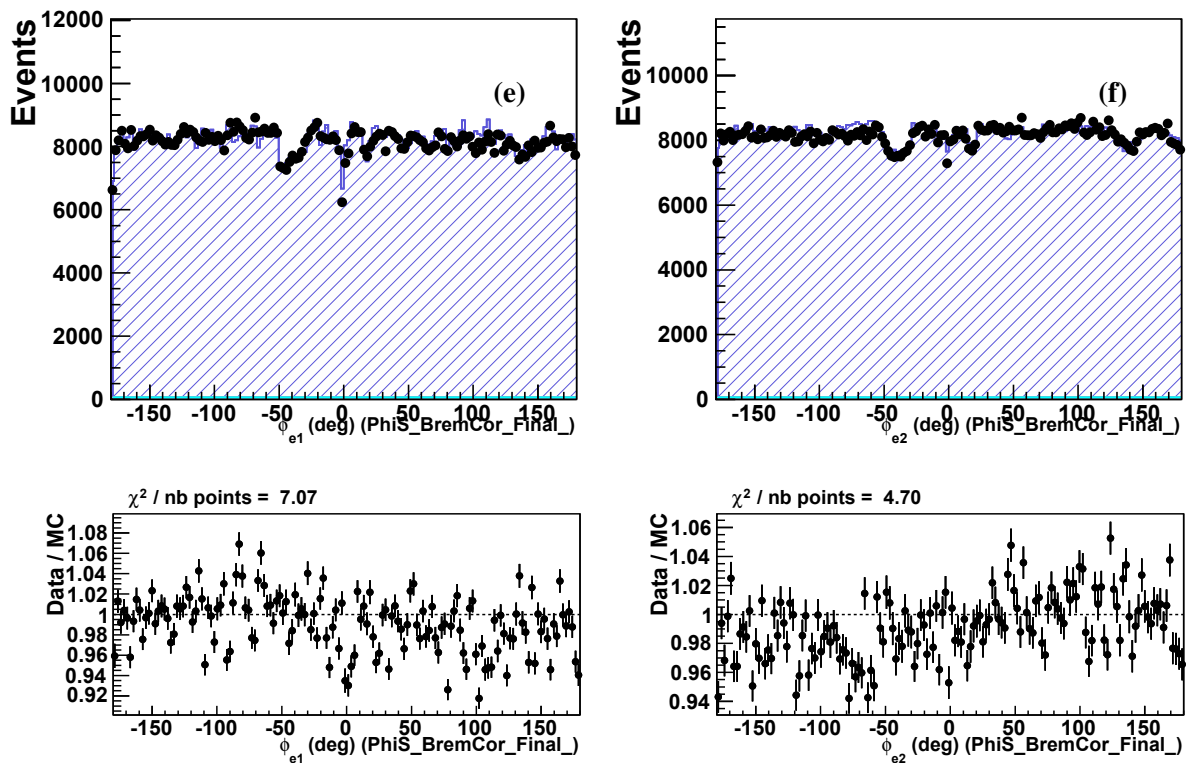 Events
12000
10000
8000
6000
4000
2000
0
(e)
-150 -100 -50 0 50 100 150
ϕe1 (deg) (PhiS_BremCor_Final_)
Events
10000
8000
6000
4000
2000
0
(f)
-150 -100 -50 0 50 100 150
ϕe2 (deg) (PhiS_BremCor_Final_)
χ2 / nb points = 7.07
Data / MC
1.08
1.06
1.04
1.02
1
0.98
0.96
0.94
0.92
-150 -100 -50 0 50 100 150
ϕe1 (deg) (PhiS_BremCor_Final_)
χ2 / nb points = 4.70
Data / MC
1.06
1.04
1.02
1
0.98
0.96
0.94
-150 -100 -50 0 50 100 150
ϕe2 (deg) (PhiS_BremCor_Final_)